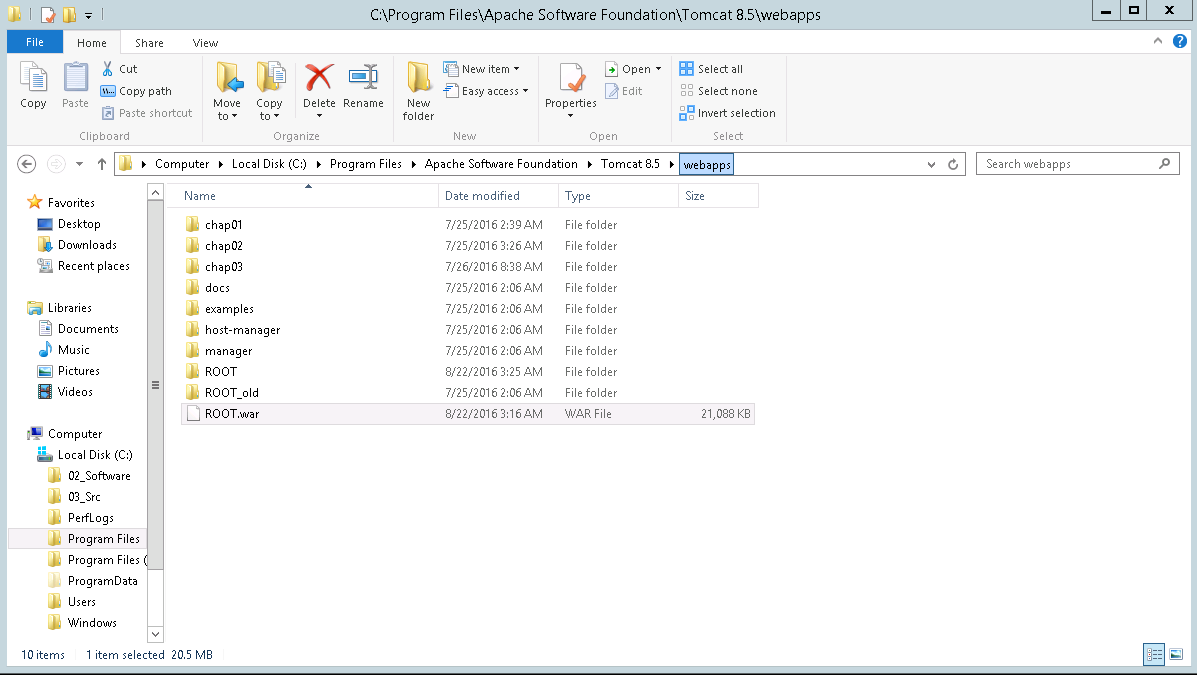 C:\Program Files\Apache Software Foundation\Tomcat 8.5\webapps
File Home Share View
Copy
Paste
Cut
Copy path
Paste shortcut
Clipboard
Move to
Copy to
Delete
Rename
Organize
New folder
New item
Easy access
New
Properties
Open
Edit
Open
Select all
Select none
Invert selection
Select
Computer Local Disk (C:) Program Files Apache Software Foundation Tomcat 8.5 webapps
Search webapps
Favorites
Desktop
Downloads
Recent places
Libraries
Documents
Music
Pictures
Videos
Computer
Local Disk (C:)
02_Software
03_Src
PerfLogs
Program Files
Program Files (
ProgramData
Users
Windows
Name Date modified Type Size
chap01 7/25/2016 2:39 AM File folder
chap02 7/25/2016 3:26 AM File folder
chap03 7/26/2016 8:38 AM File folder
docs 7/25/2016 2:06 AM File folder
examples 7/25/2016 2:06 AM File folder
host-manager 7/25/2016 2:06 AM File folder
manager 7/25/2016 2:06 AM File folder
ROOT 8/22/2016 3:25 AM File folder
ROOT_old 7/25/2016 2:06 AM File folder
ROOT.war 8/22/2016 3:16 AM WAR File 21,088 KB
10 items 1 item selected 20.5 MB